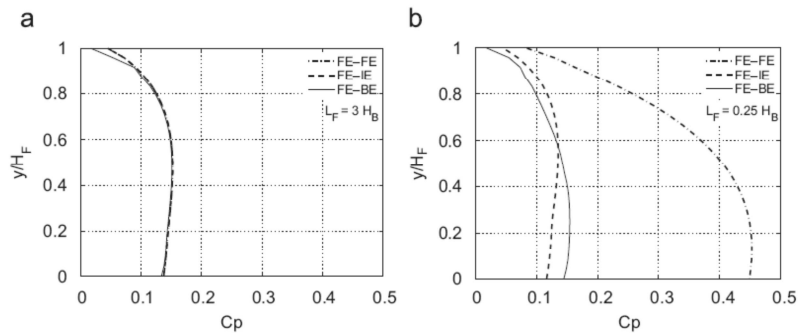 a
1
0.8
0.6
0.4
0.2
0
y/H_F
FE–FE
FE–IE
FE–BE
L_F = 3 H_B
0 0.1 0.2 0.3 0.4 0.5
Cp
b
1
0.8
0.6
0.4
0.2
0
y/H_F
FE–FE
FE–IE
FE–BE
L_F = 0.25 H_B
0 0.1 0.2 0.3 0.4 0.5
Cp